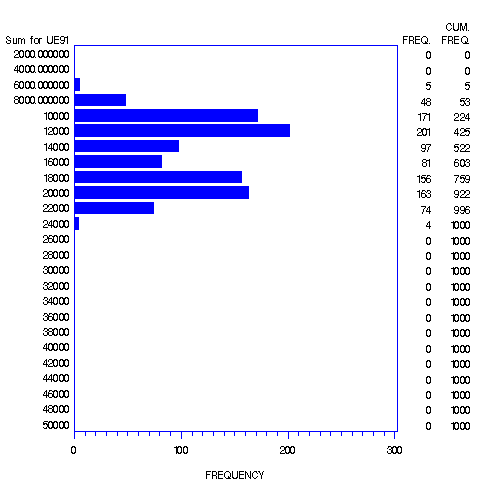 CUM.
Sum for UE91 FREQ. FREQ.
2000.000000 0 0
4000.000000 0 0
6000.000000 5 5
8000.000000 48 53
10000 171 224
12000 201 425
14000 97 522
16000 81 603
18000 156 759
20000 163 922
22000 74 996
24000 4 1000
26000 0 1000
28000 0 1000
30000 0 1000
32000 0 1000
34000 0 1000
36000 0 1000
38000 0 1000
40000 0 1000
42000 0 1000
44000 0 1000
46000 0 1000
48000 0 1000
50000 0 1000
0 100 200 300
FREQUENCY